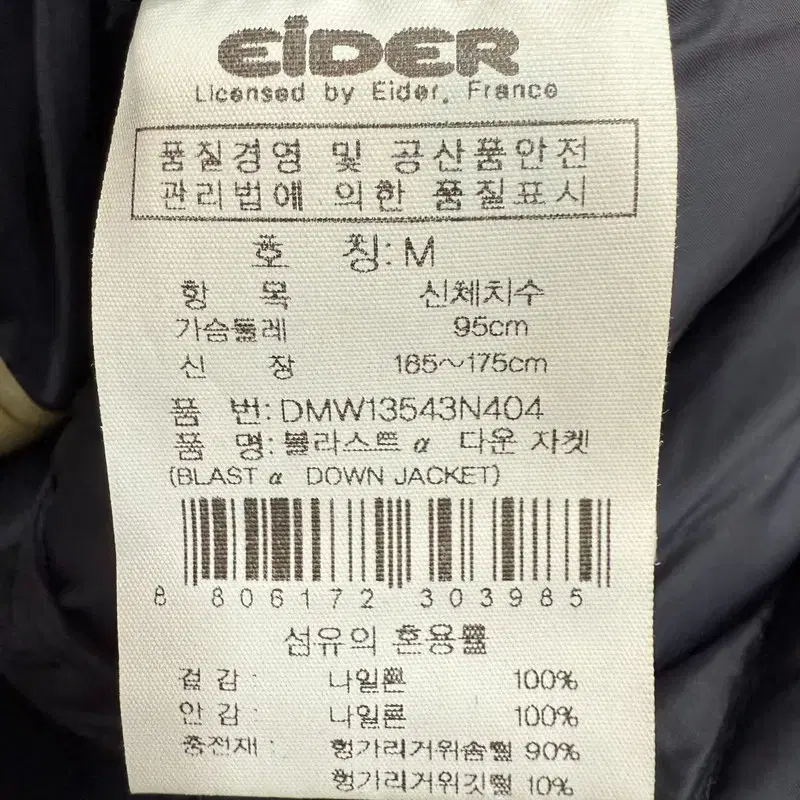 EiDER
Licensed by Eider, France
품질경영 및 공산품안전
관리법에 의한 품질표시
호 칭: M
항 목 신체치수
가슴둘레 95cm
신 장 165~175cm
품 번: DMW13543N404
품 명: 블라스트 α 다운 자켓
(BLAST α DOWN JACKET)
8 806172 303985
섬유의 혼용률
겉감 : 나일론 100%
안감 : 나일론 100%
충전재 : 헝가리거위솜털 90%
헝가리거위깃털 10%